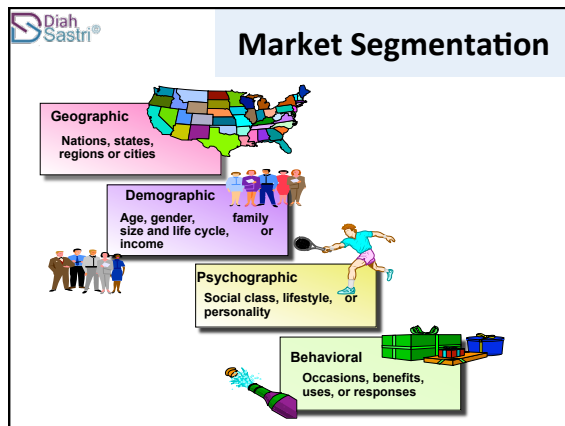 Diah
Sastri®
Market Segmentation
Geographic
Nations, states,
regions or cities
Demographic
Age, gender, family
size and life cycle, or
income
Psychographic
Social class, lifestyle, or
personality
Behavioral
Occasions, benefits,
uses, or responses